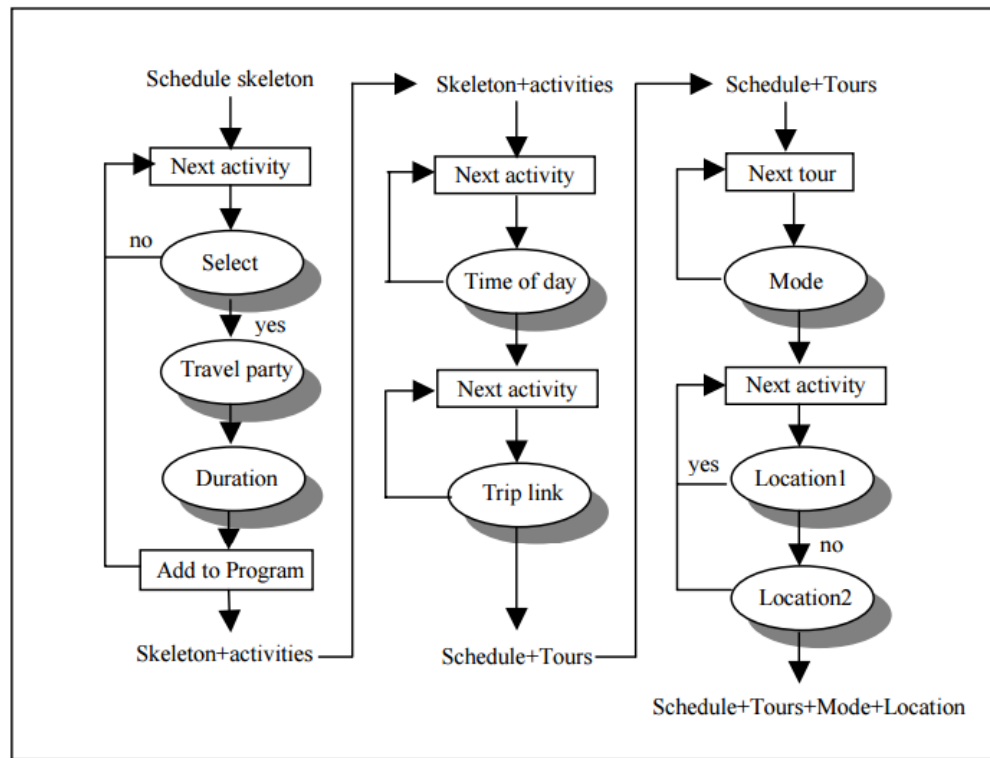 Schedule skeleton
Next activity
no
Select
yes
Travel party
Duration
Add to Program
Skeleton+activities
Skeleton+activities
Next activity
Time of day
Next activity
Trip link
Schedule+Tours
Schedule+Tours
Next tour
Mode
Next activity
yes
Location1
no
Location2
Schedule+Tours+Mode+Location